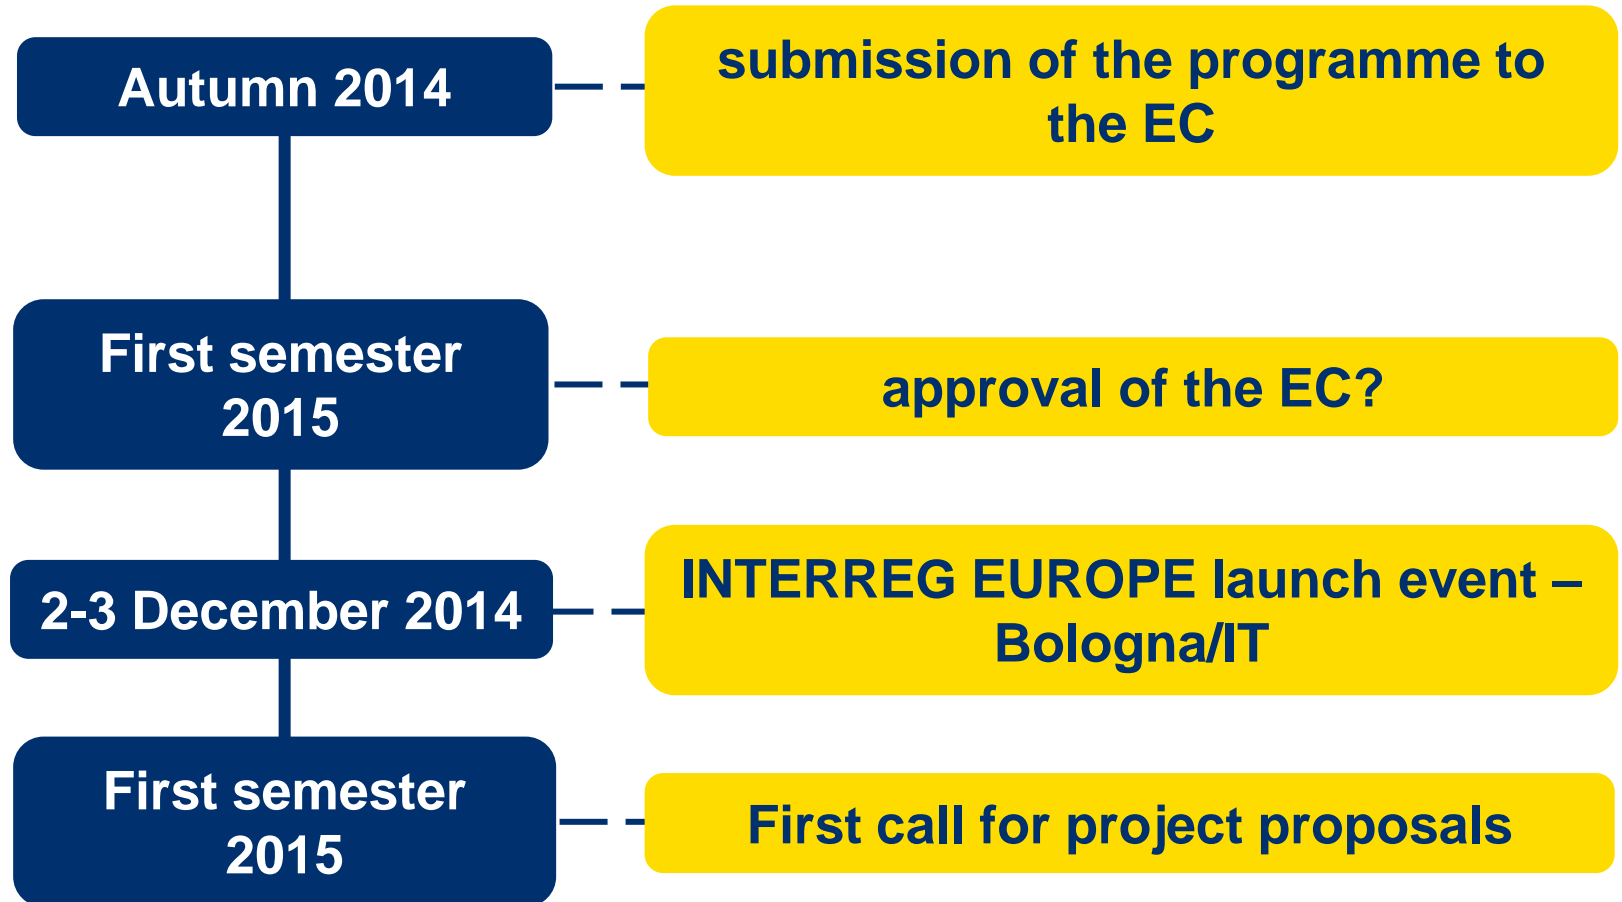 Autumn 2014
submission of the programme to
the EC
First semester
2015
approval of the EC?
2-3 December 2014
INTERREG EUROPE launch event –
Bologna/IT
First semester
2015
First call for project proposals